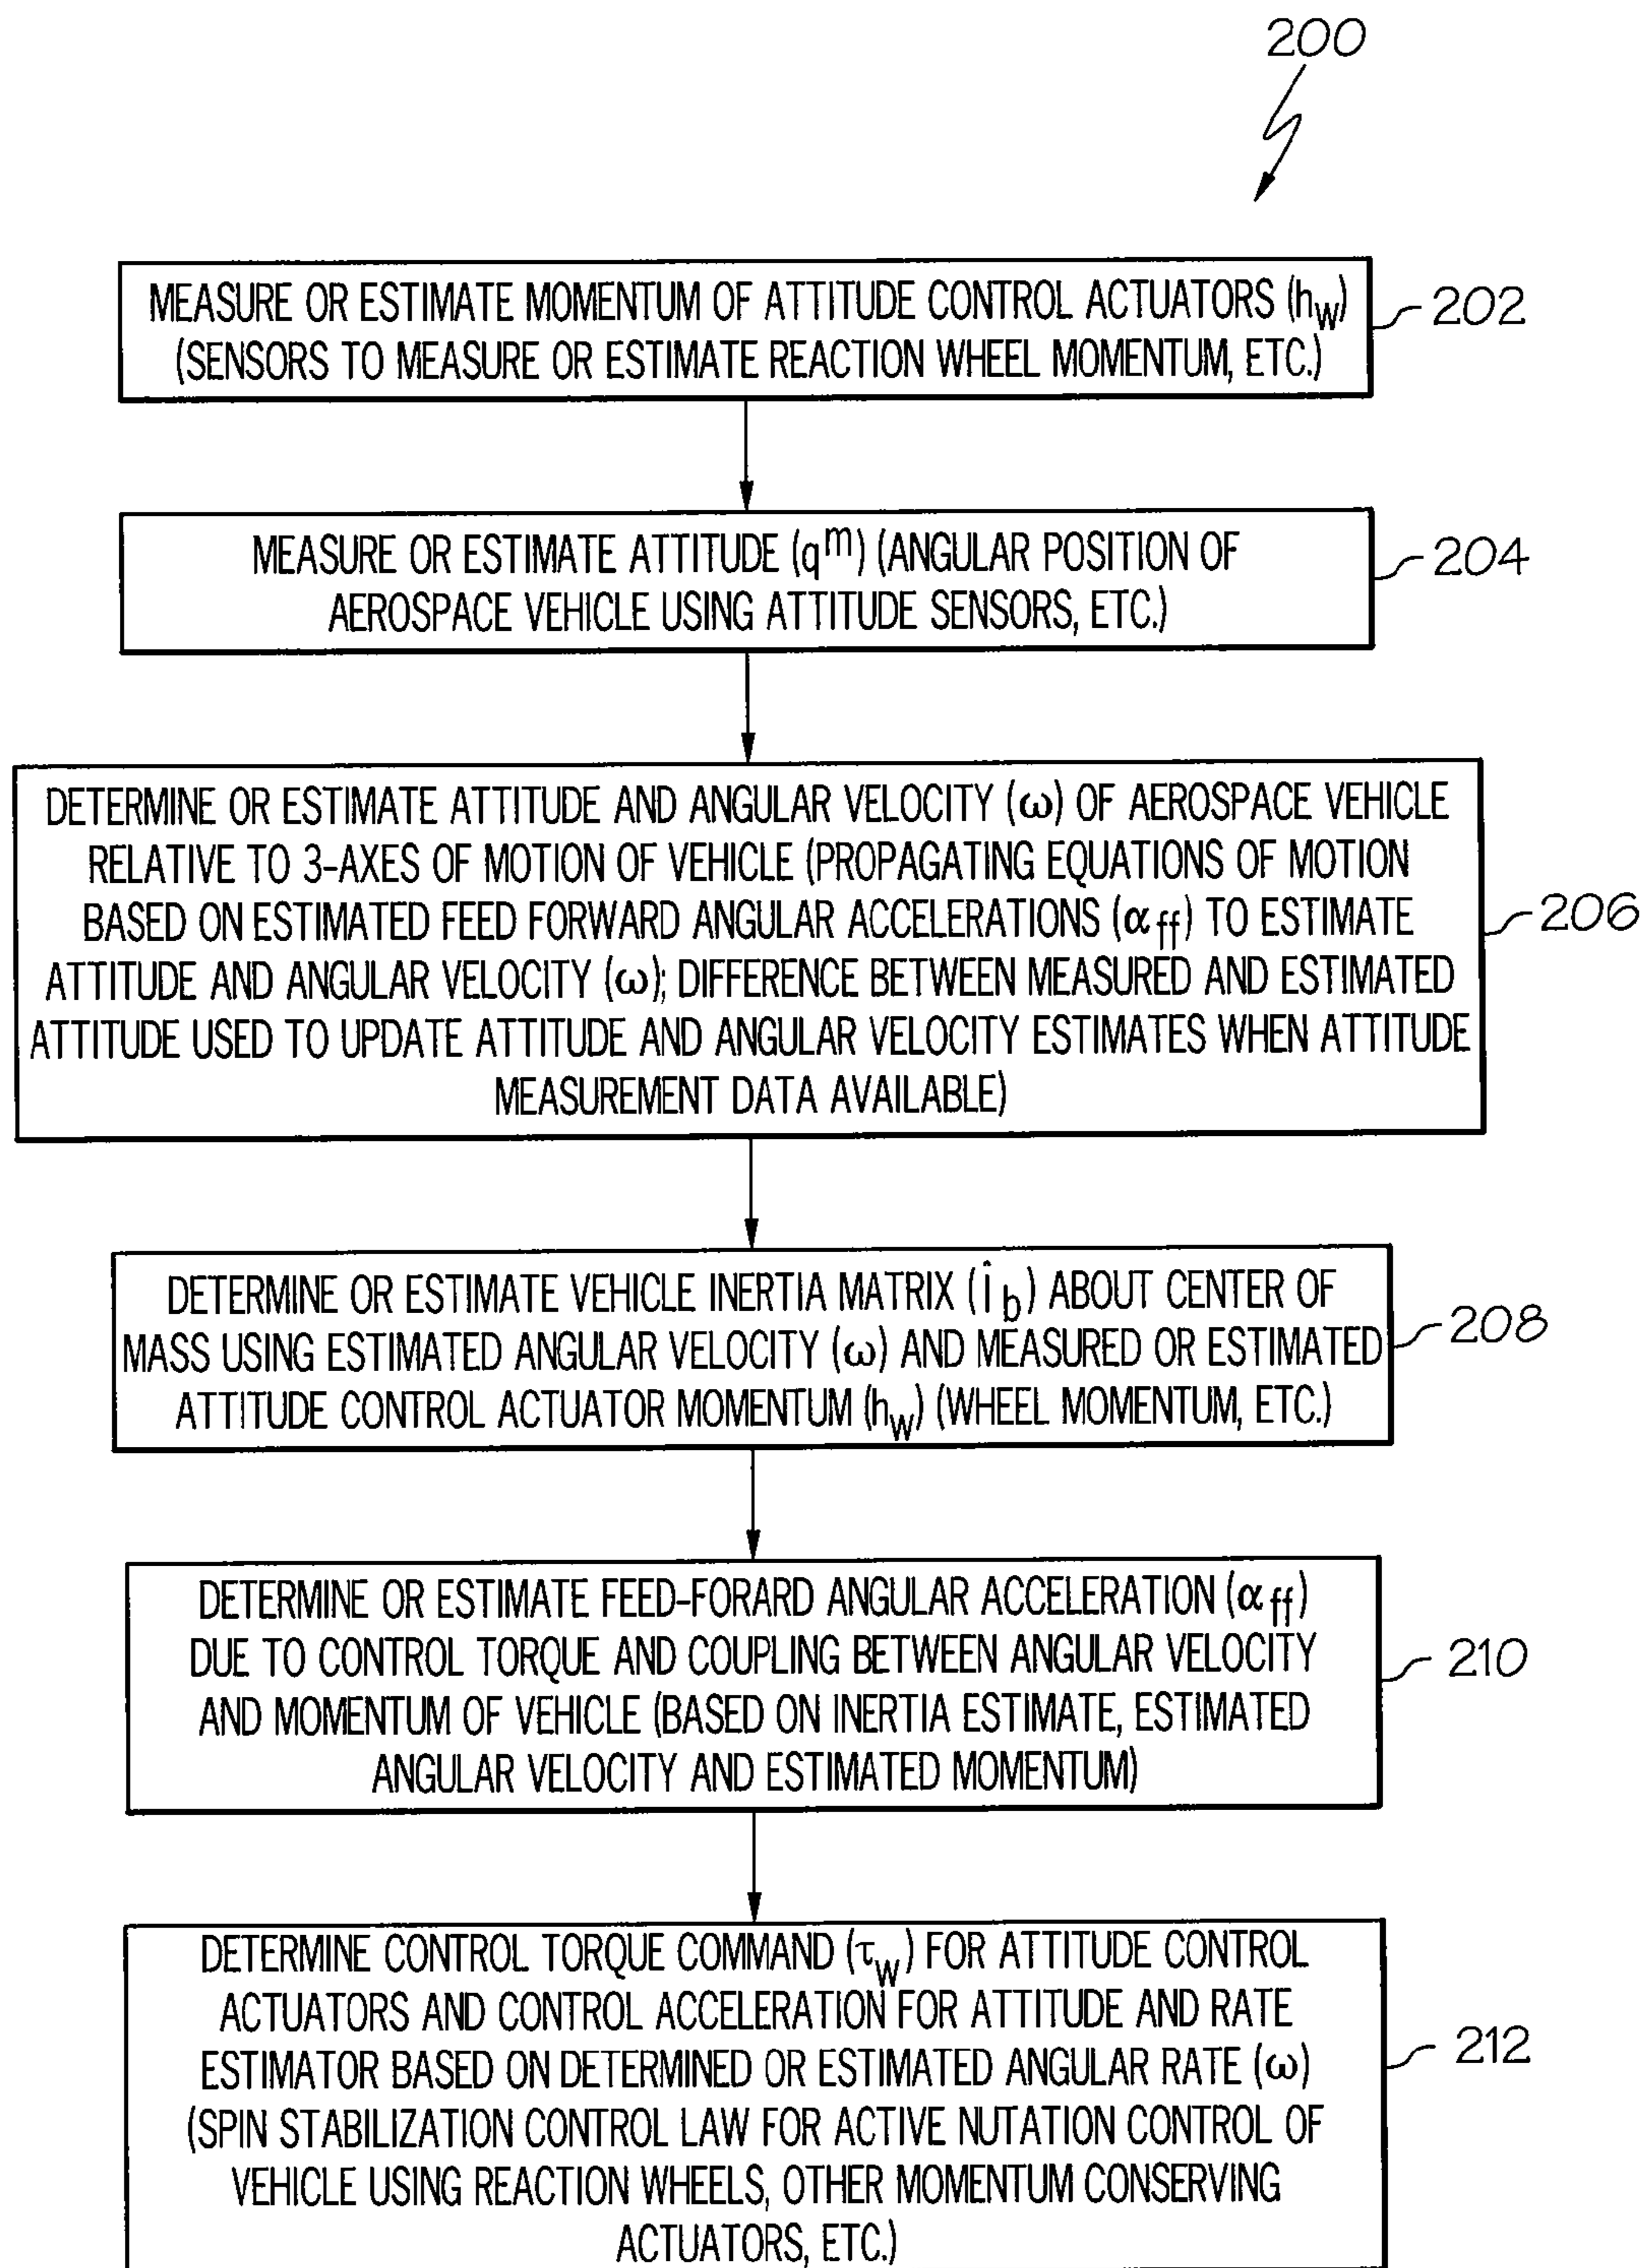 200
MEASURE OR ESTIMATE MOMENTUM OF ATTITUDE CONTROL ACTUATORS (h_w)
(SENSORS TO MEASURE OR ESTIMATE REACTION WHEEL MOMENTUM, ETC.)
202
MEASURE OR ESTIMATE ATTITUDE (q^m) (ANGULAR POSITION OF
AEROSPACE VEHICLE USING ATTITUDE SENSORS, ETC.)
204
DETERMINE OR ESTIMATE ATTITUDE AND ANGULAR VELOCITY (ω) OF AEROSPACE VEHICLE
RELATIVE TO 3-AXES OF MOTION OF VEHICLE (PROPAGATING EQUATIONS OF MOTION
BASED ON ESTIMATED FEED FORWARD ANGULAR ACCELERATIONS (α_ff) TO ESTIMATE
ATTITUDE AND ANGULAR VELOCITY (ω); DIFFERENCE BETWEEN MEASURED AND ESTIMATED
ATTITUDE USED TO UPDATE ATTITUDE AND ANGULAR VELOCITY ESTIMATES WHEN ATTITUDE
MEASUREMENT DATA AVAILABLE)
206
DETERMINE OR ESTIMATE VEHICLE INERTIA MATRIX (Î_b) ABOUT CENTER OF
MASS USING ESTIMATED ANGULAR VELOCITY (ω) AND MEASURED OR ESTIMATED
ATTITUDE CONTROL ACTUATOR MOMENTUM (h_w) (WHEEL MOMENTUM, ETC.)
208
DETERMINE OR ESTIMATE FEED-FORARD ANGULAR ACCELERATION (α_ff)
DUE TO CONTROL TORQUE AND COUPLING BETWEEN ANGULAR VELOCITY
AND MOMENTUM OF VEHICLE (BASED ON INERTIA ESTIMATE, ESTIMATED
ANGULAR VELOCITY AND ESTIMATED MOMENTUM)
210
DETERMINE CONTROL TORQUE COMMAND (τ_w) FOR ATTITUDE CONTROL
ACTUATORS AND CONTROL ACCELERATION FOR ATTITUDE AND RATE
ESTIMATOR BASED ON DETERMINED OR ESTIMATED ANGULAR RATE (ω)
(SPIN STABILIZATION CONTROL LAW FOR ACTIVE NUTATION CONTROL OF
VEHICLE USING REACTION WHEELS, OTHER MOMENTUM CONSERVING
ACTUATORS, ETC.)
212